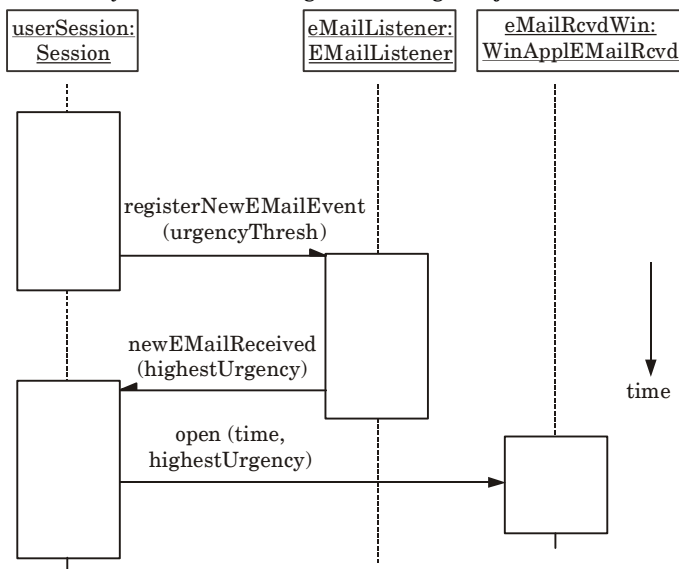 userSession:
Session
eMailListener:
EMailListener
eMailRcvdWin:
WinApplEMailRcvd
registerNewEMailEvent
(urgencyThresh)
newEMailReceived
(highestUrgency)
time
open (time,
highestUrgency)